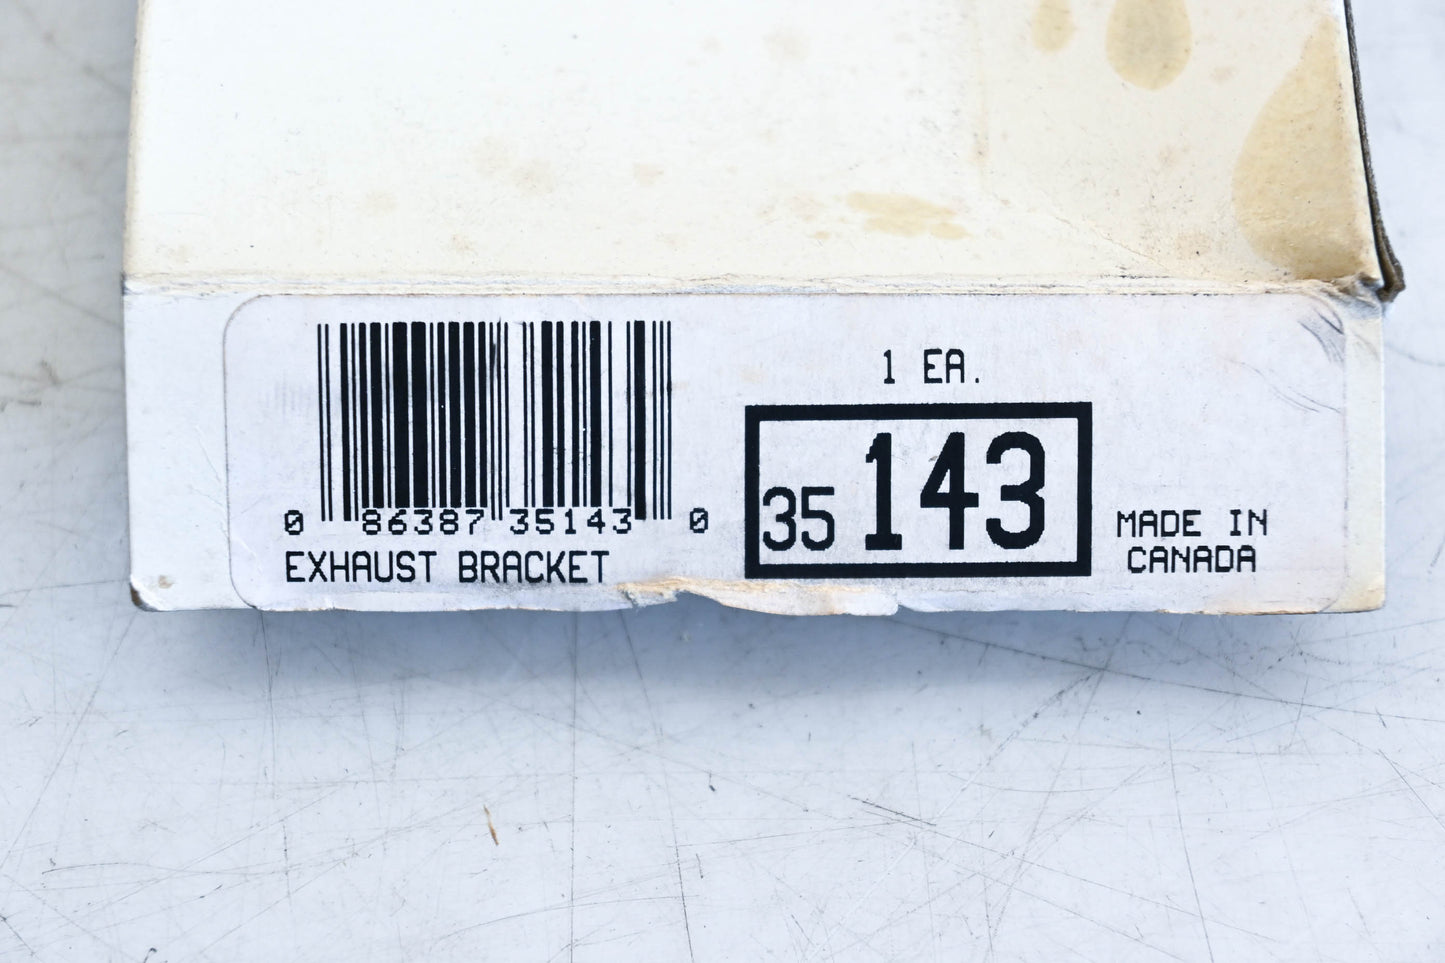 1 EA.
0 86387 35143 0
EXHAUST BRACKET
35 143
MADE IN
CANADA